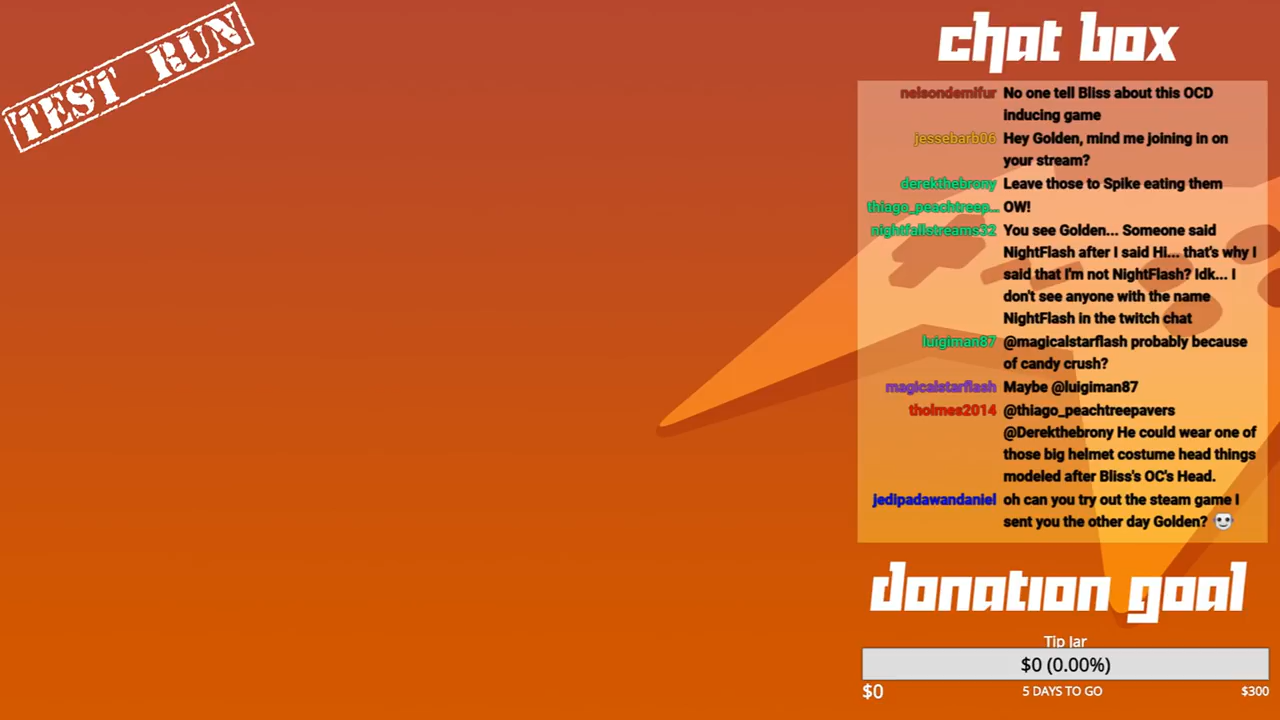 TEST RUN
chat box
nelsondemifur No one tell Bliss about this OCD
inducing game
jessebarb06 Hey Golden, mind me joining in on
your stream?
derekthebrony Leave those to Spike eating them
thiago_peachtreep... OW!
nightfallstreams32 You see Golden... Someone said
NightFlash after I said Hi... that's why I
said that I'm not NightFlash? Idk... I
don't see anyone with the name
NightFlash in the twitch chat
luigiman87 @magicalstarflash probably because
of candy crush?
magicalstarflash Maybe @luigiman87
tholmes2014 @thiago_peachtreepavers
@Derekthebrony He could wear one of
those big helmet costume head things
modeled after Bliss's OC's Head.
jedipadawandaniel oh can you try out the steam game I
sent you the other day Golden?
donation goal
Tip Jar
$0 (0.00%)
$0 5 DAYS TO GO $300